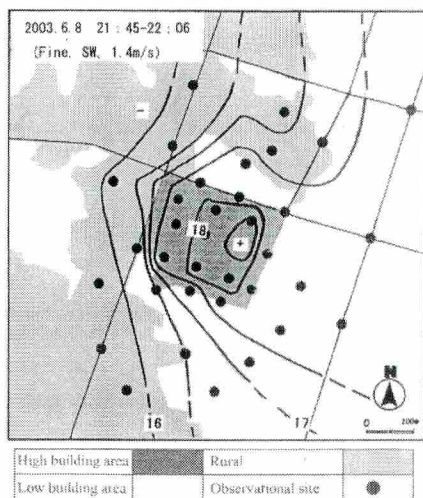 2003.6.8 21:45-22:06
(Fine, SW, 1.4m/s)
-
18
+
N
16
17
0
100m
High building area
Rural
Low building area
Observational site